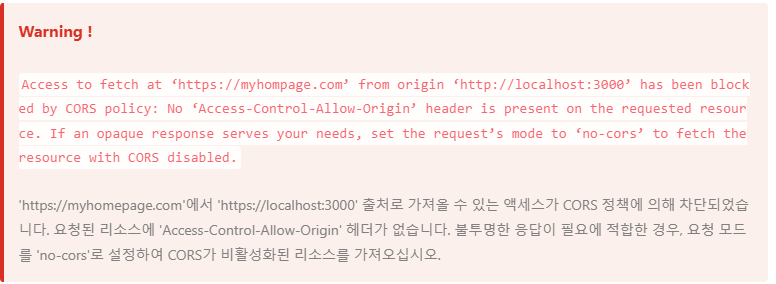 Warning !
Access to fetch at ‘https://myhompage.com’ from origin ‘http://localhost:3000’ has been block
ed by CORS policy: No ‘Access-Control-Allow-Origin’ header is present on the requested resour
ce. If an opaque response serves your needs, set the request’s mode to ‘no-cors’ to fetch the
resource with CORS disabled.
'https://myhomepage.com'에서 'https://localhost:3000' 출처로 가져올 수 있는 액세스가 CORS 정책에 의해 차단되었습
니다. 요청된 리소스에 'Access-Control-Allow-Origin' 헤더가 없습니다. 불투명한 응답이 필요에 적합한 경우, 요청 모드
를 'no-cors'로 설정하여 CORS가 비활성화된 리소스를 가져오십시오.